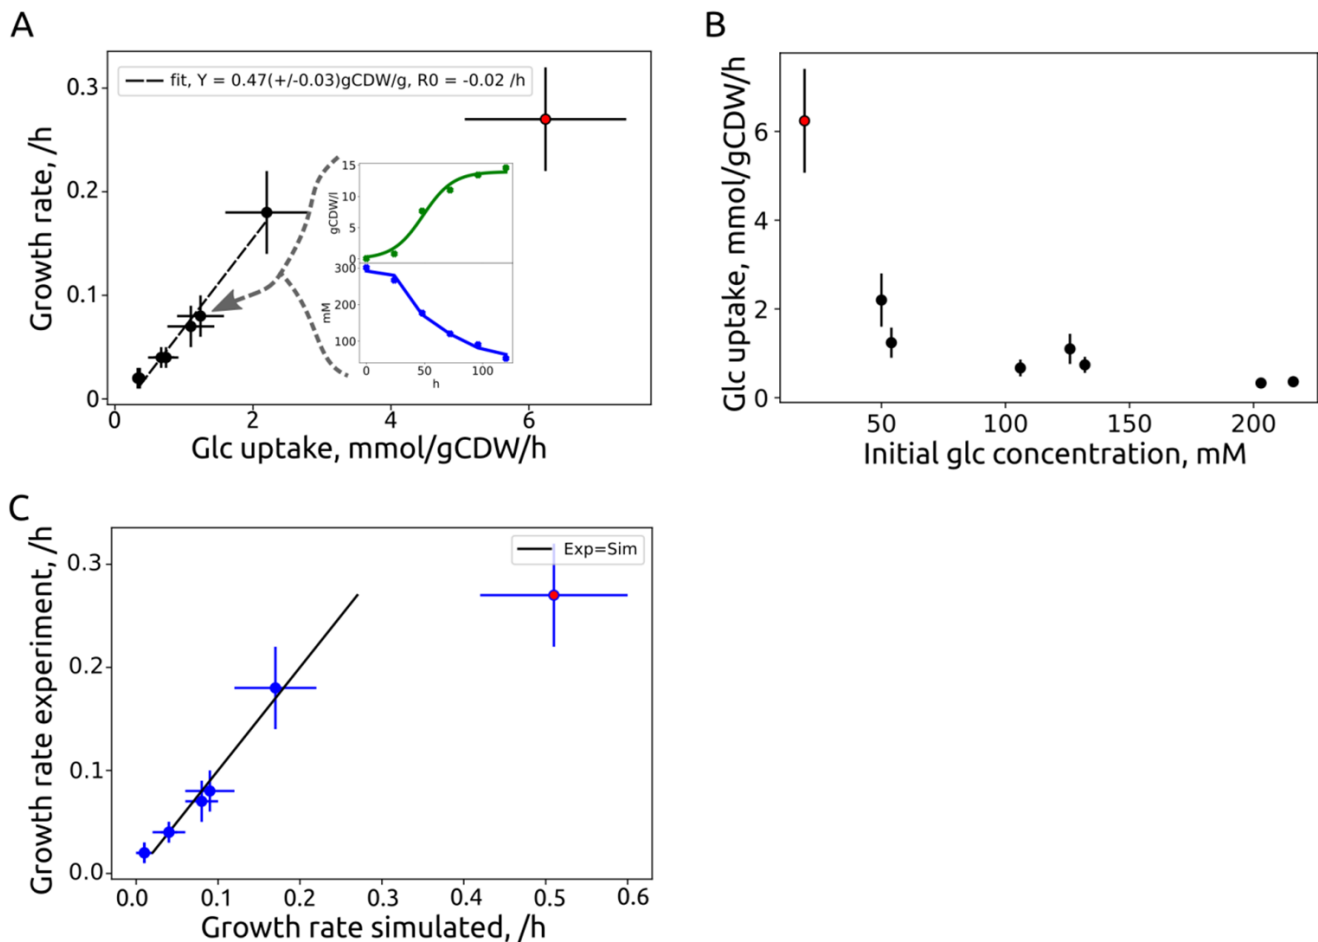 A
fit, Y = 0.47(+/-0.03)gCDW/g, R0 = -0.02 /h
Growth rate, /h
0.3
0.2
0.1
0
0
2
4
6
Glc uptake, mmol/gCDW/h
gCDW/l
15
10
5
0
mM
300
200
100
0
50
100
h
B
Glc uptake, mmol/gCDW/h
6
4
2
0
50
100
150
200
Initial glc concentration, mM
C
Exp=Sim
Growth rate experiment, /h
0.3
0.2
0.1
0.0
0.0
0.1
0.2
0.3
0.4
0.5
0.6
Growth rate simulated, /h